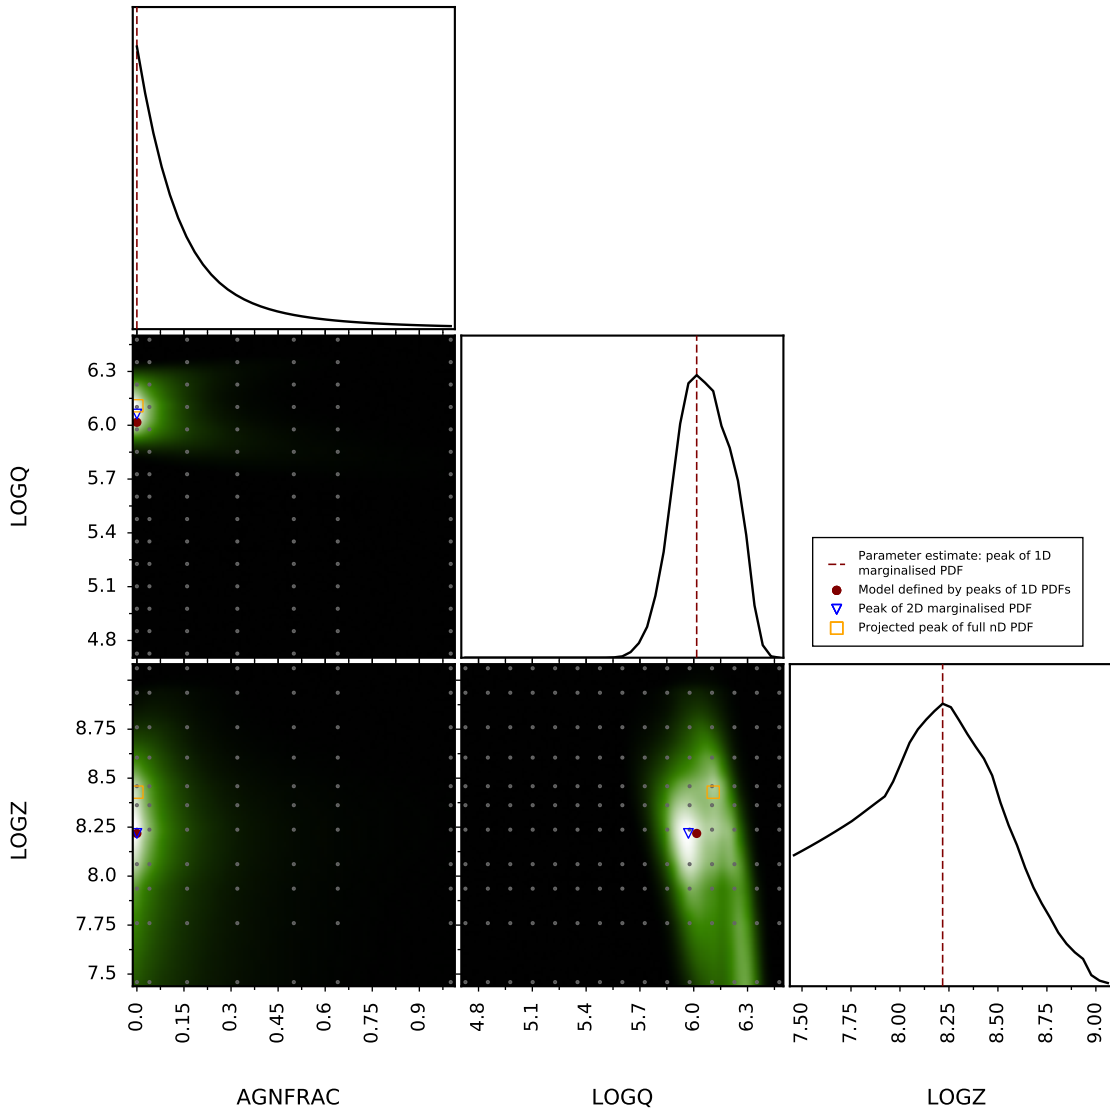 6.3
6.0
5.7
5.4
5.1
4.8
LOGQ
Parameter estimate: peak of 1D
marginalised PDF
Model defined by peaks of 1D PDFs
Peak of 2D marginalised PDF
Projected peak of full nD PDF
8.75
8.5
8.25
8.0
7.75
7.5
LOGZ
0.0 0.15 0.3 0.45 0.6 0.75 0.9
4.8 5.1 5.4 5.7 6.0 6.3
7.50 7.75 8.00 8.25 8.50 8.75 9.00
AGNFRAC LOGQ LOGZ